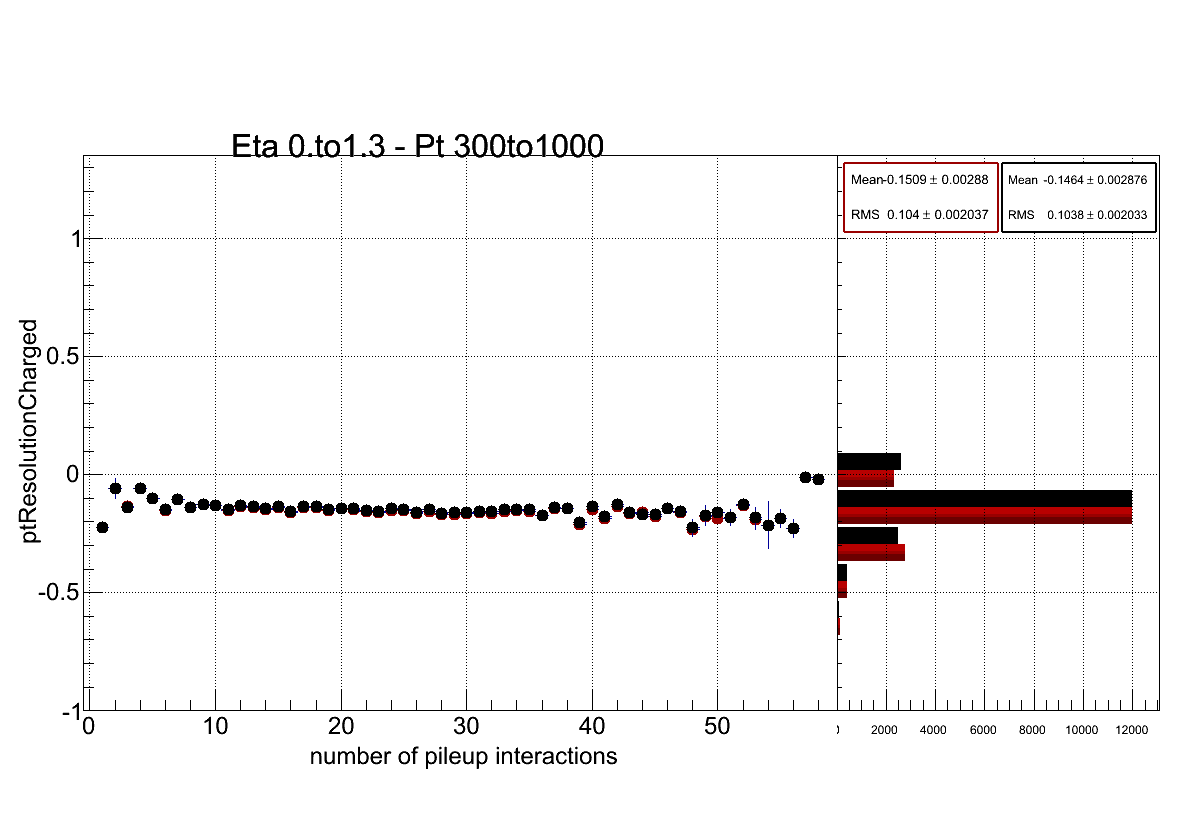 Eta 0.to1.3 - Pt 300to1000
Mean-0.1509 ± 0.00288
RMS 0.104 ± 0.002037
Mean -0.1464 ± 0.002876
RMS 0.1038 ± 0.002033
ptResolutionCharged
1
0.5
0
-0.5
-1
0 10 20 30 40 50
2000 4000 6000 8000 10000 12000
number of pileup interactions